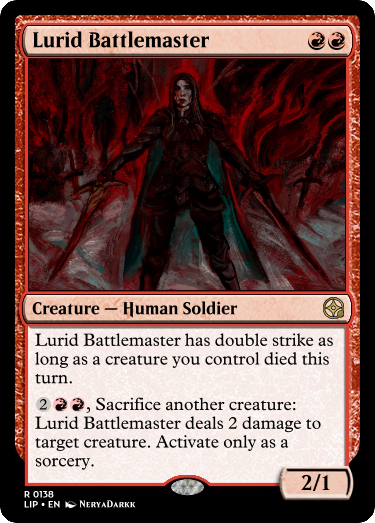 Lurid Battlemaster
Creature — Human Soldier
Lurid Battlemaster has double strike as
long as a creature you control died this
turn.
2, Sacrifice another creature:
Lurid Battlemaster deals 2 damage to
target creature. Activate only as a
sorcery.
2/1
R 0138
LIP • EN NeryaDarkk